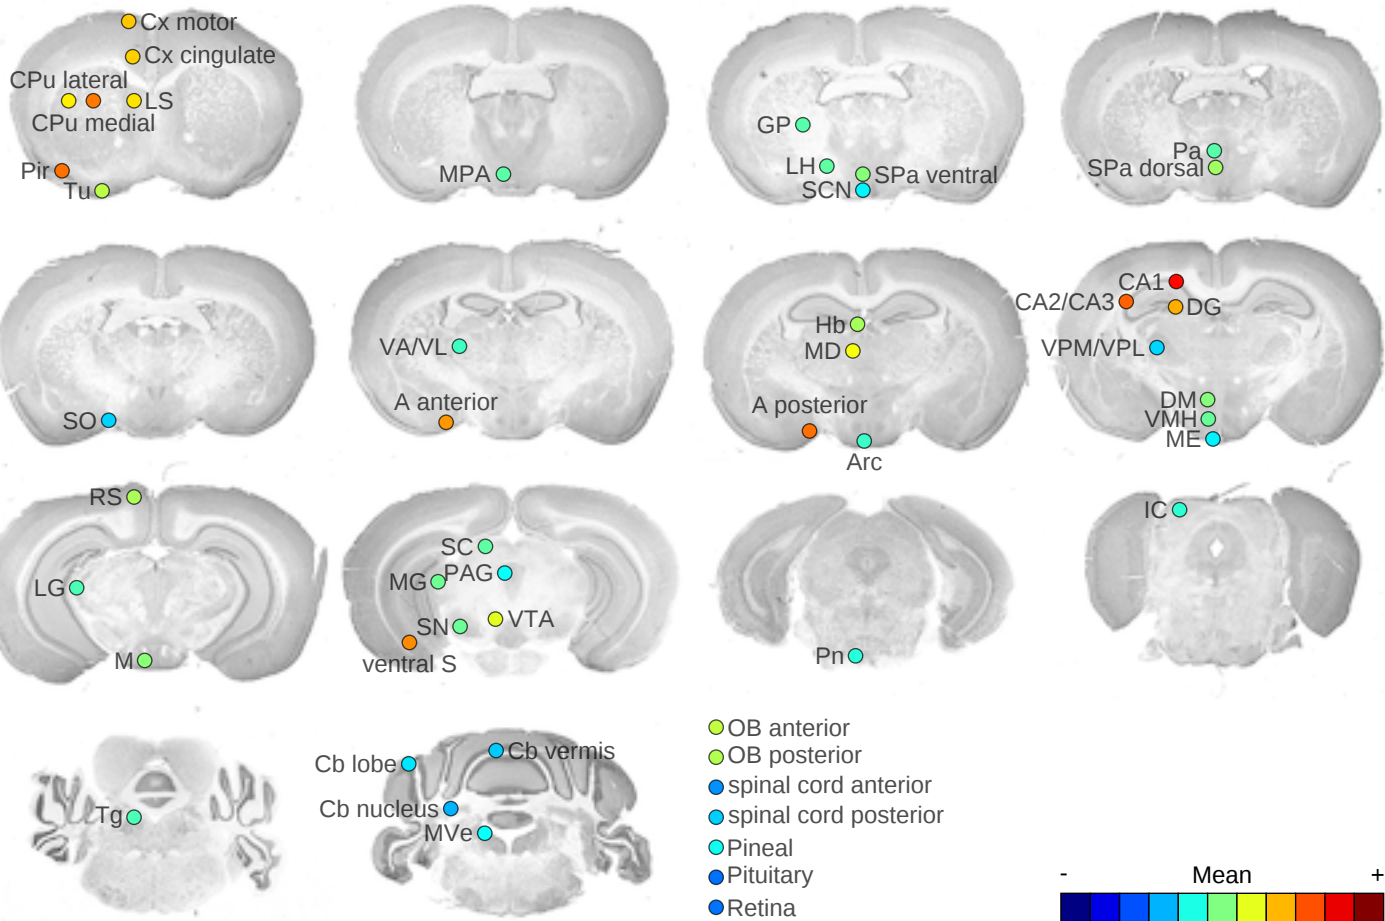 Cx motor
Cx cingulate
CPu lateral
LS
CPu medial
Pir
Tu
MPA
GP
LH
SPa ventral
SCN
Pa
SPa dorsal
SO
VA/VL
A anterior
Hb
MD
A posterior
Arc
CA1
CA2/CA3
DG
VPM/VPL
DM
VMH
ME
RS
LG
M
SC
MG
PAG
SN
VTA
ventral S
Pn
IC
Tg
Cb lobe
Cb vermis
Cb nucleus
MVe
OB anterior
OB posterior
spinal cord anterior
spinal cord posterior
Pineal
Pituitary
Retina
- Mean +